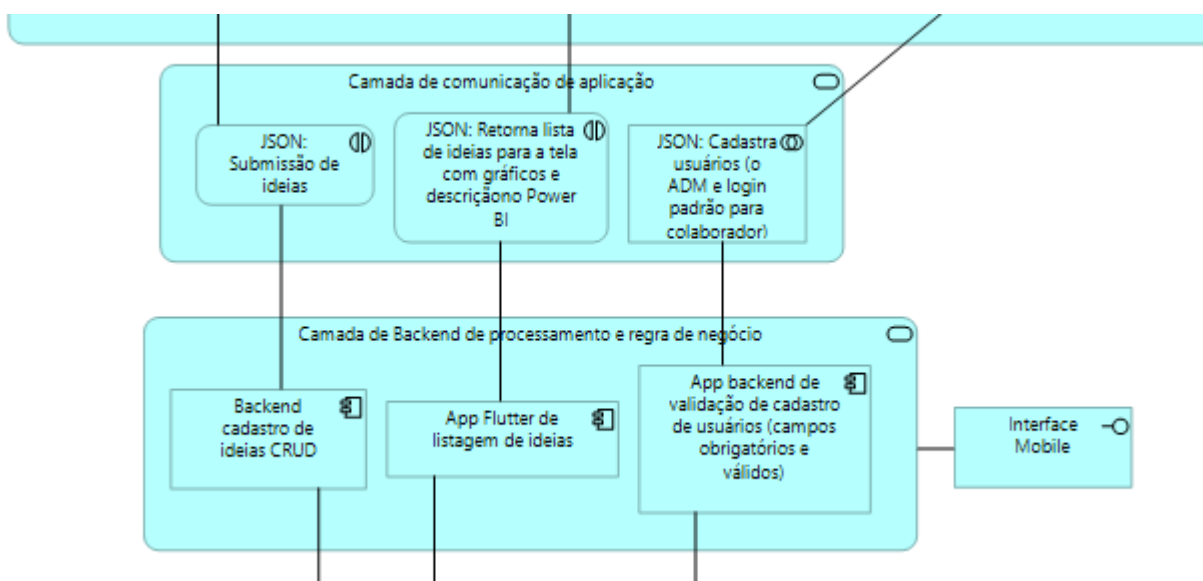 Camada de comunicação de aplicação
JSON:
Submissão de
ideias
JSON: Retorna lista
de ideias para a tela
com gráficos e
descriçãono Power
BI
JSON: Cadastra
usuários (o
ADM e login
padrão para
colaborador)
Camada de Backend de processamento e regra de negócio
Backend
cadastro de
ideias CRUD
App Flutter de
listagem de ideias
App backend de
validação de cadastro
de usuários (campos
obrigatórios e
válidos)
Interface
Mobile